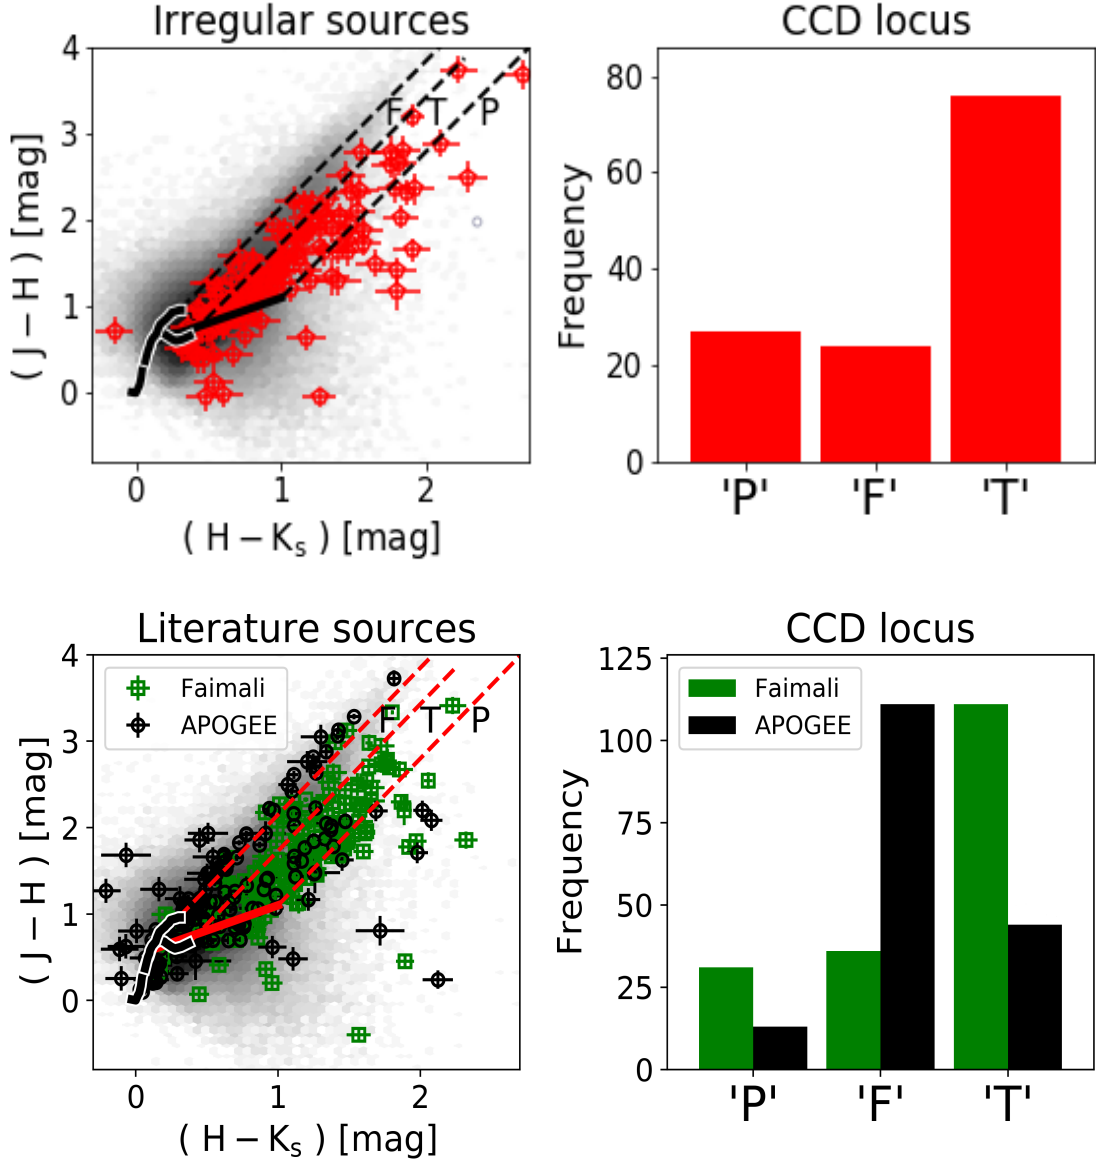 Irregular sources
4
3
2
1
0
( J − H ) [mag]
F T P
0 1 2
( H − Ks ) [mag]
CCD locus
80
60
40
20
0
Frequency
'P' 'F' 'T'
Literature sources
4
3
2
1
0
( J − H ) [mag]
Faimali
APOGEE
F T P
0 1 2
( H − Ks ) [mag]
CCD locus
125
100
75
50
25
0
Frequency
Faimali
APOGEE
'P' 'F' 'T'